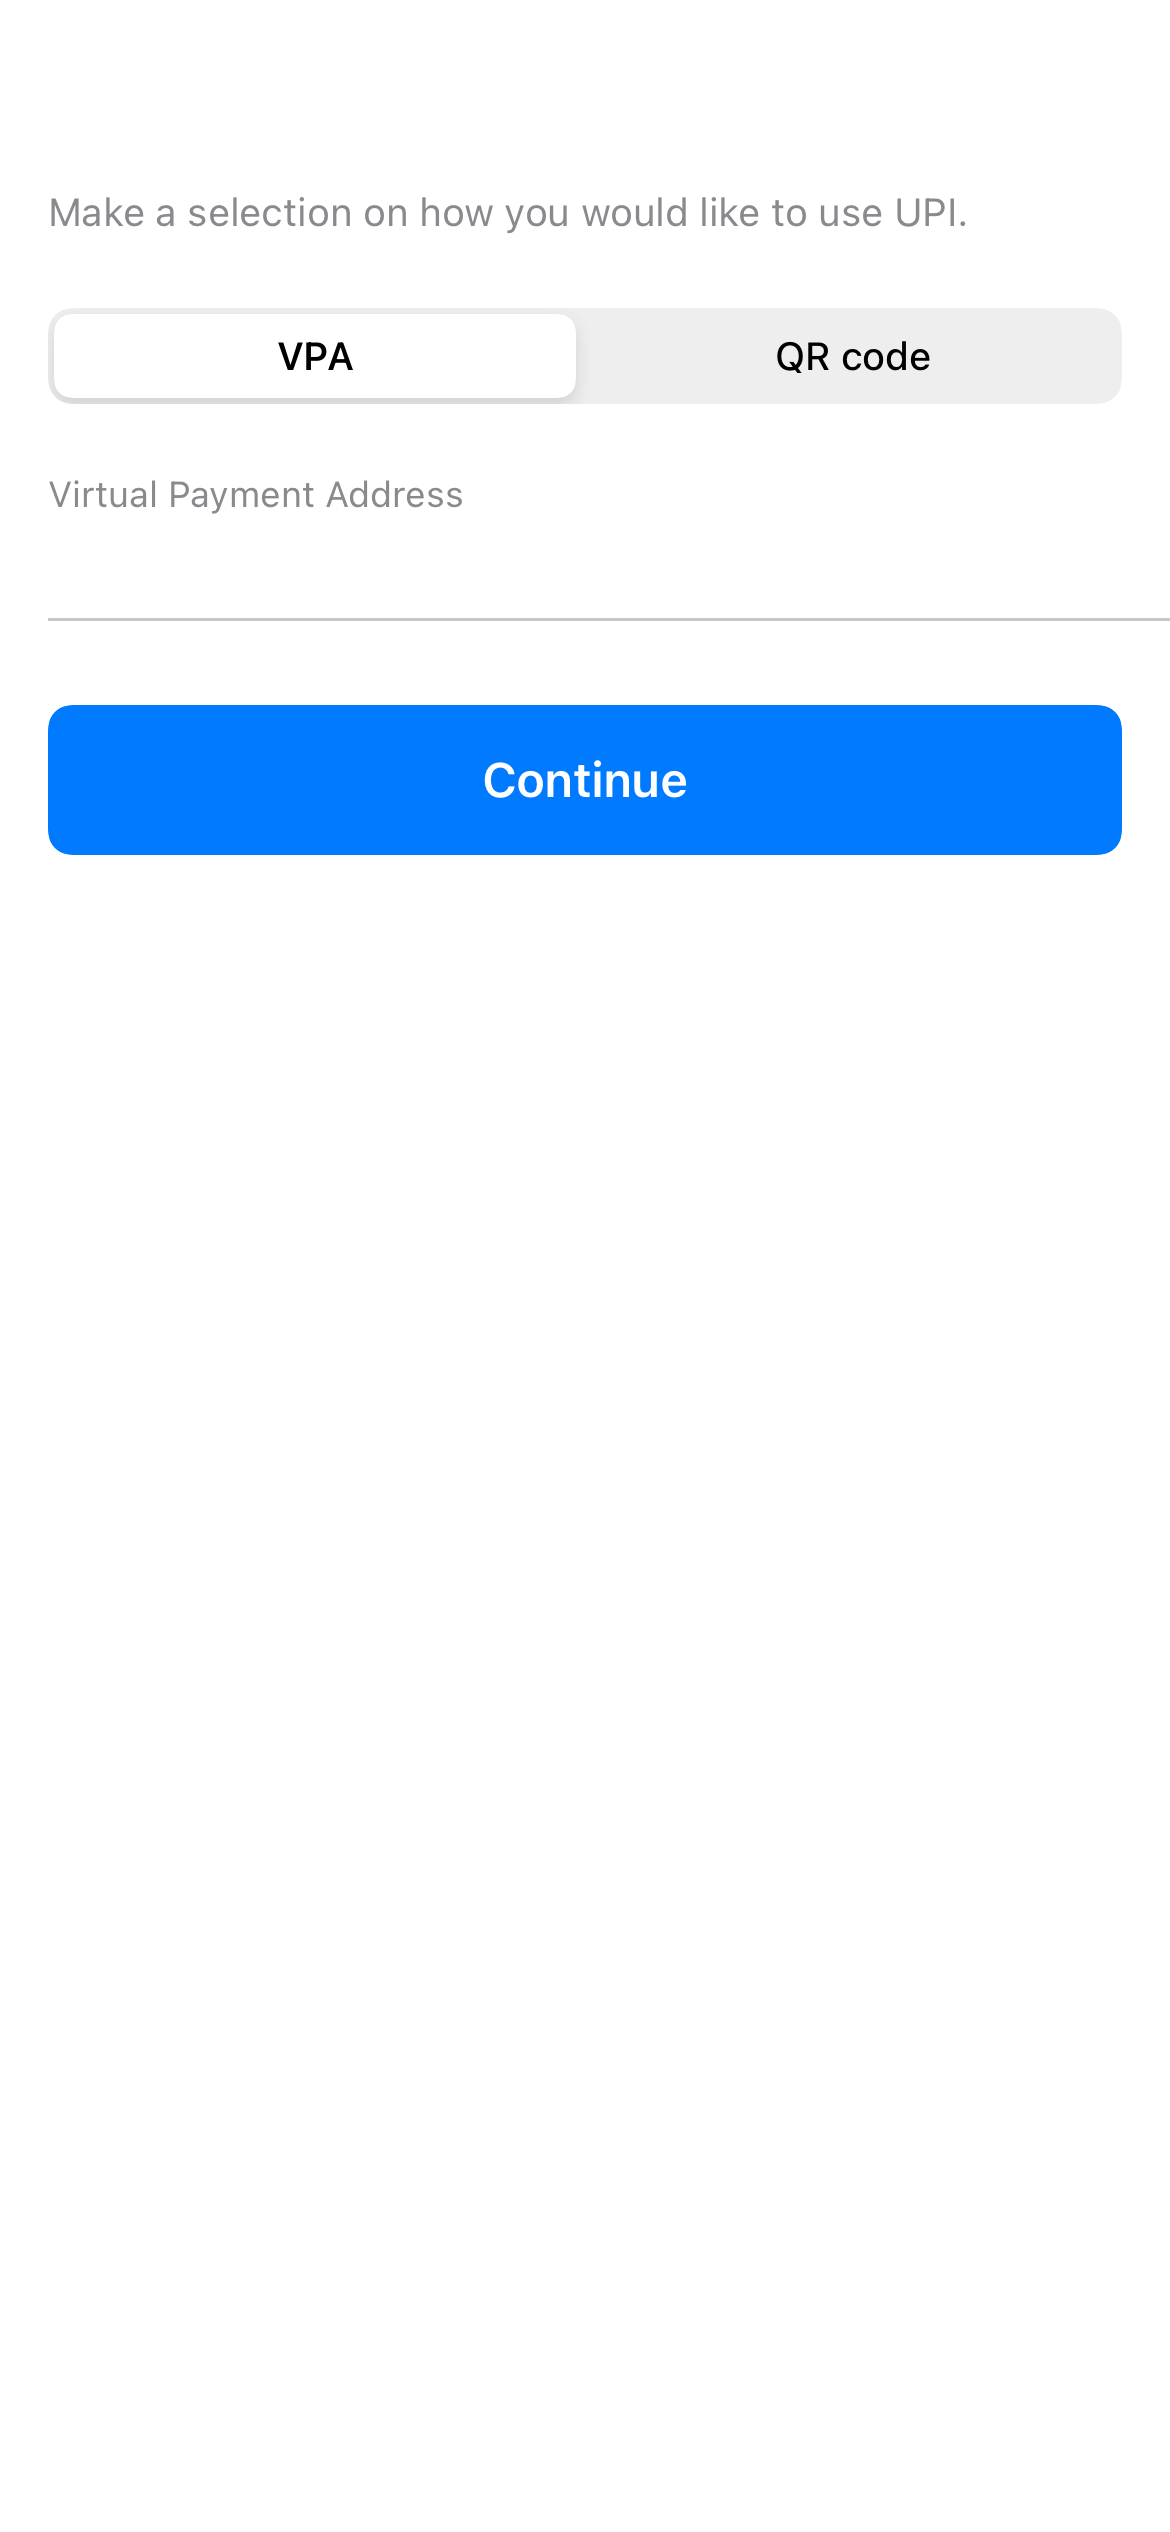 Make a selection on how you would like to use UPI.
VPA
QR code
Virtual Payment Address
Continue